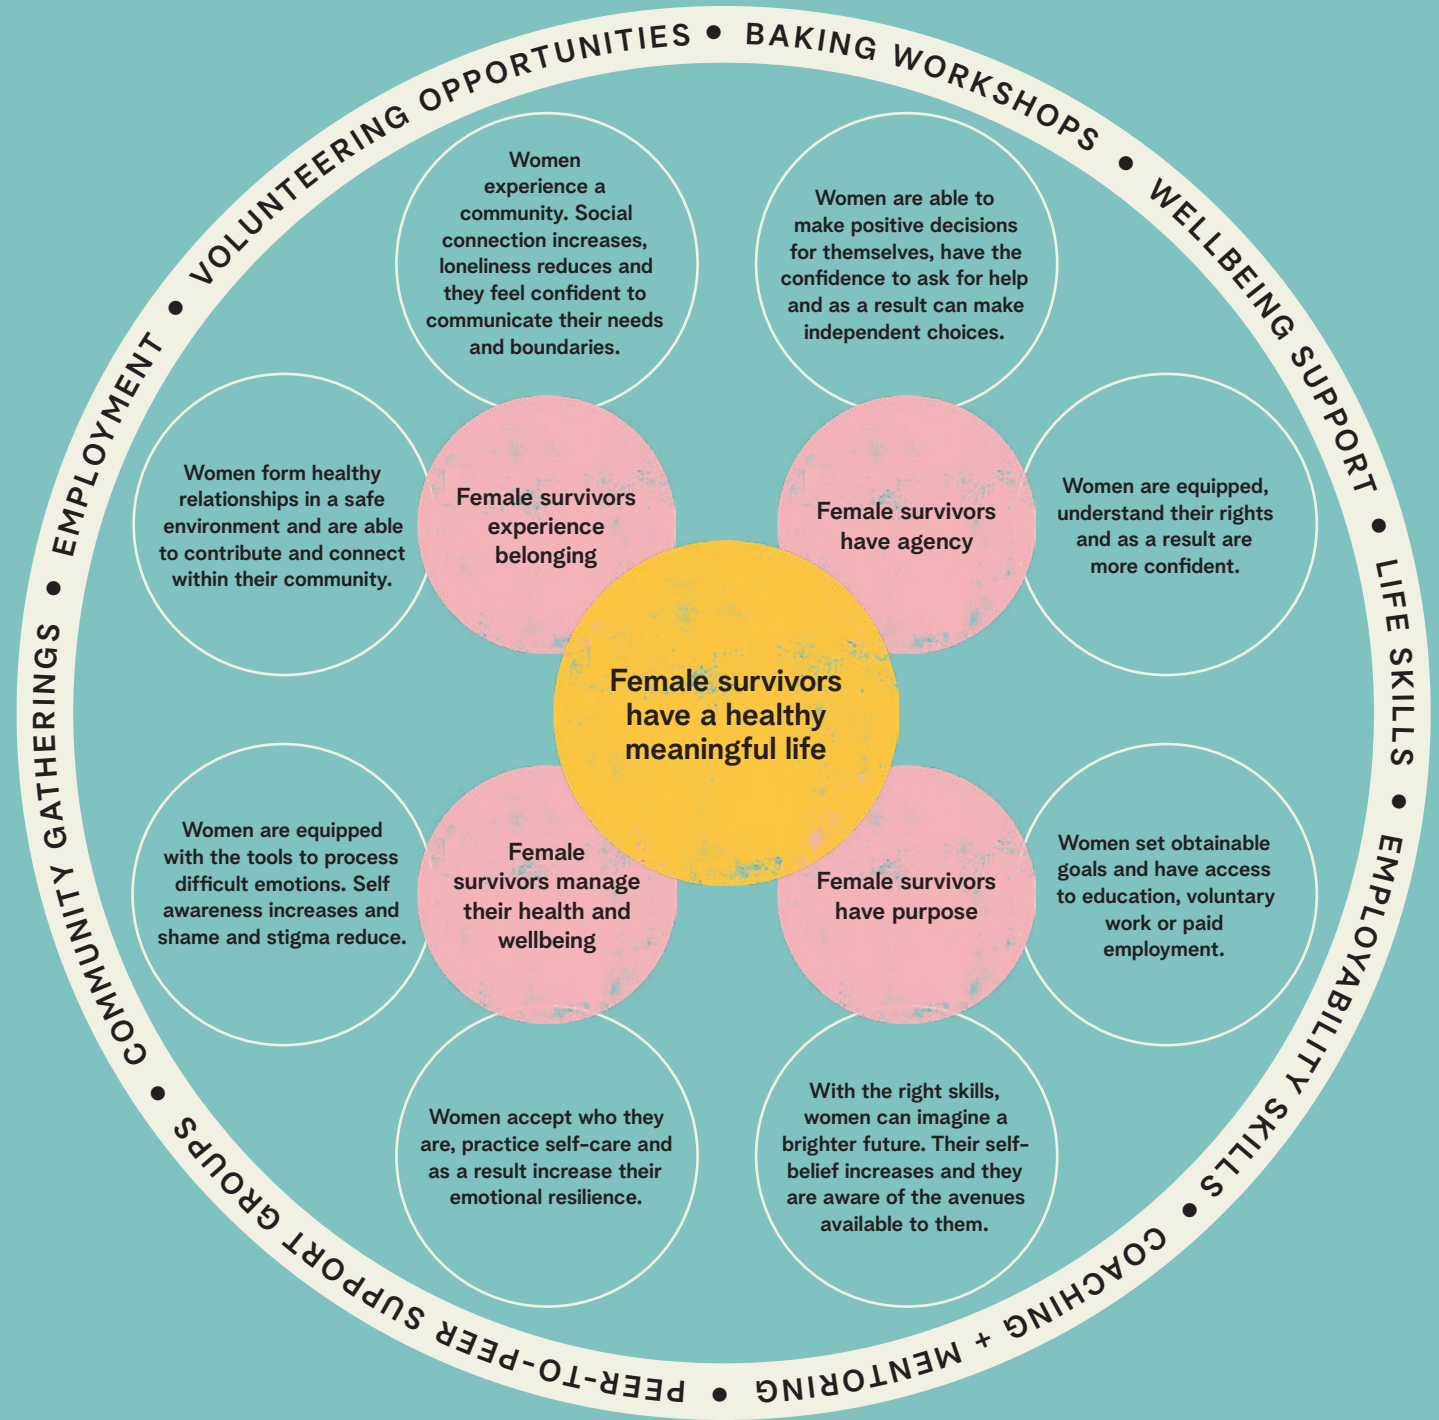 BAKING WORKSHOPS • WELLBEING SUPPORT • LIFE SKILLS • EMPLOYABILITY SKILLS • COACHING + MENTORING • PEER-TO-PEER SUPPORT GROUPS • COMMUNITY GATHERINGS • EMPLOYMENT • VOLUNTEERING OPPORTUNITIES •
Women
experience a
community. Social
connection increases,
loneliness reduces and
they feel confident to
communicate their needs
and boundaries.
Women are able to
make positive decisions
for themselves, have the
confidence to ask for help
and as a result can make
independent choices.
Women form healthy
relationships in a safe
environment and are able
to contribute and connect
within their community.
Female survivors
experience
belonging
Female survivors
have agency
Women are equipped,
understand their rights
and as a result are
more confident.
Female survivors
have a healthy
meaningful life
Women are equipped
with the tools to process
difficult emotions. Self
awareness increases and
shame and stigma reduce.
Female
survivors manage
their health and
wellbeing
Female survivors
have purpose
Women set obtainable
goals and have access
to education, voluntary
work or paid
employment.
Women accept who they
are, practice self-care and
as a result increase their
emotional resilience.
With the right skills,
women can imagine a
brighter future. Their self-
belief increases and they
are aware of the avenues
available to them.